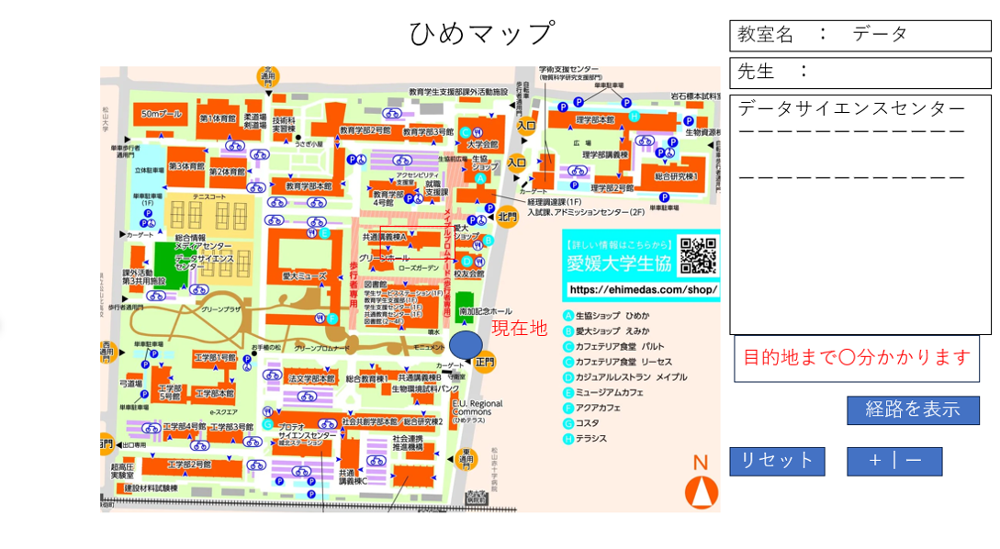 ひめマップ
教室名　：　データ
先生　：
データサイエンスセンター
－－－－－－－－－－－－
－－－－－－－－－－－－
目的地まで〇分かかります
経路を表示
リセット
＋｜－
現在地
北通用門
学術支援センター
(物質科学研究支援部門)
教育学生支援部課外活動施設
自転車歩行者通用門
単車駐車場
岩石標本試料室
松山大学
50mプール
第1体育館
柔道場
剣道場
技術科
実習棟
うさぎ小屋
教育学部2号館
教育学部3号館
大学会館
入口
理学部本館
広場
生物資源棟
単車歩行者
通用門
立体駐車場
第3体育館
第2体育館
生協前広場
生協
ショップ
入口
理学部講義棟
総合研究棟1
単車駐車場
(1F)
教育学部本館
アクセシビリティ
支援室
教育学部
4号館
就職
支援課
カーゲート
理学部2号館
単車駐車場
テニスコート
経理調達課(1F)
入試課、アドミッションセンター(2F)
北門
カーゲート
総合情報
メディアセンター
データサイエンス
センター
共通講義棟A
メイプルプロムナード(歩行者専用)
愛大
ショップ
グリーンホール
ローズガーデン
校友会館
課外活動
第3共用施設
愛大ミューズ
歩行者専用
図書館
学生サービスステーション(1F)
教育学生支援部(1F)
学生支援センター(1F)
共通教育センター(1F)
図書館(2～4F)
歩行者通用門
グリーンプラザ
南加記念ホール
噴水
【詳しい情報はこちらから】
愛媛大学生協
https://ehimedas.com/shop/
A 生協ショップ ひめか
B 愛大ショップ えみか
C カフェテリア食堂 パルト
C カフェテリア食堂 リーセス
D カジュアルレストラン メイプル
E ミュージアムカフェ
F アクアカフェ
G コスタ
H テラシス
西通用門
単車駐車場
工学部1号館
お手植の松
グリーンプロムナード
モニュメント
カーゲート
正門
守衛室
弓道場
工学部
5号館
工学部本館
法文学部本館
総合教育棟1
共通講義棟B
生物環境試料バンク
単車駐車場
e-スクエア
E.U. Regional
Commons
(ひめテラス)
工学部4号館
工学部3号館
プロテオ
サイエンスセンター
城北ステーション
社会共創学部本館／総合研究棟2
社会連携
推進機構
西門
出口専用
東通用門
超高圧
実験室
工学部2号館
共通
講義棟C
松山赤十字病院
建設材料試験棟
N